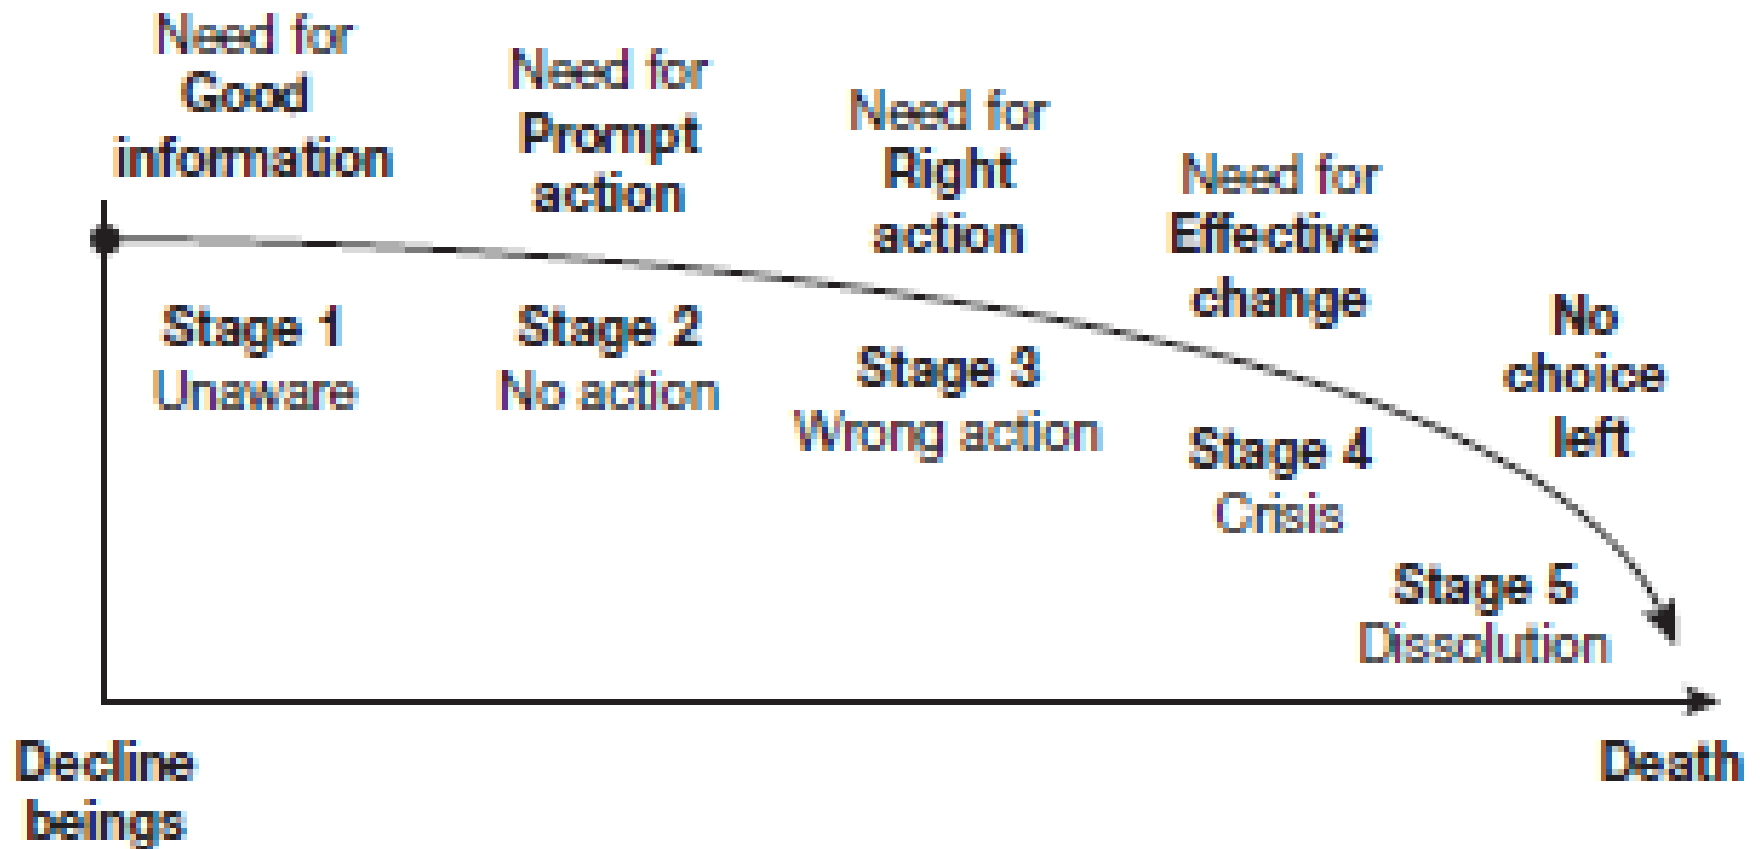 Need for
Good
information
Need for
Prompt
action
Need for
Right
action
Need for
Effective
change
No
choice
left
Stage 1
Unaware
Stage 2
No action
Stage 3
Wrong action
Stage 4
Crisis
Stage 5
Dissolution
Decline
beings
Death